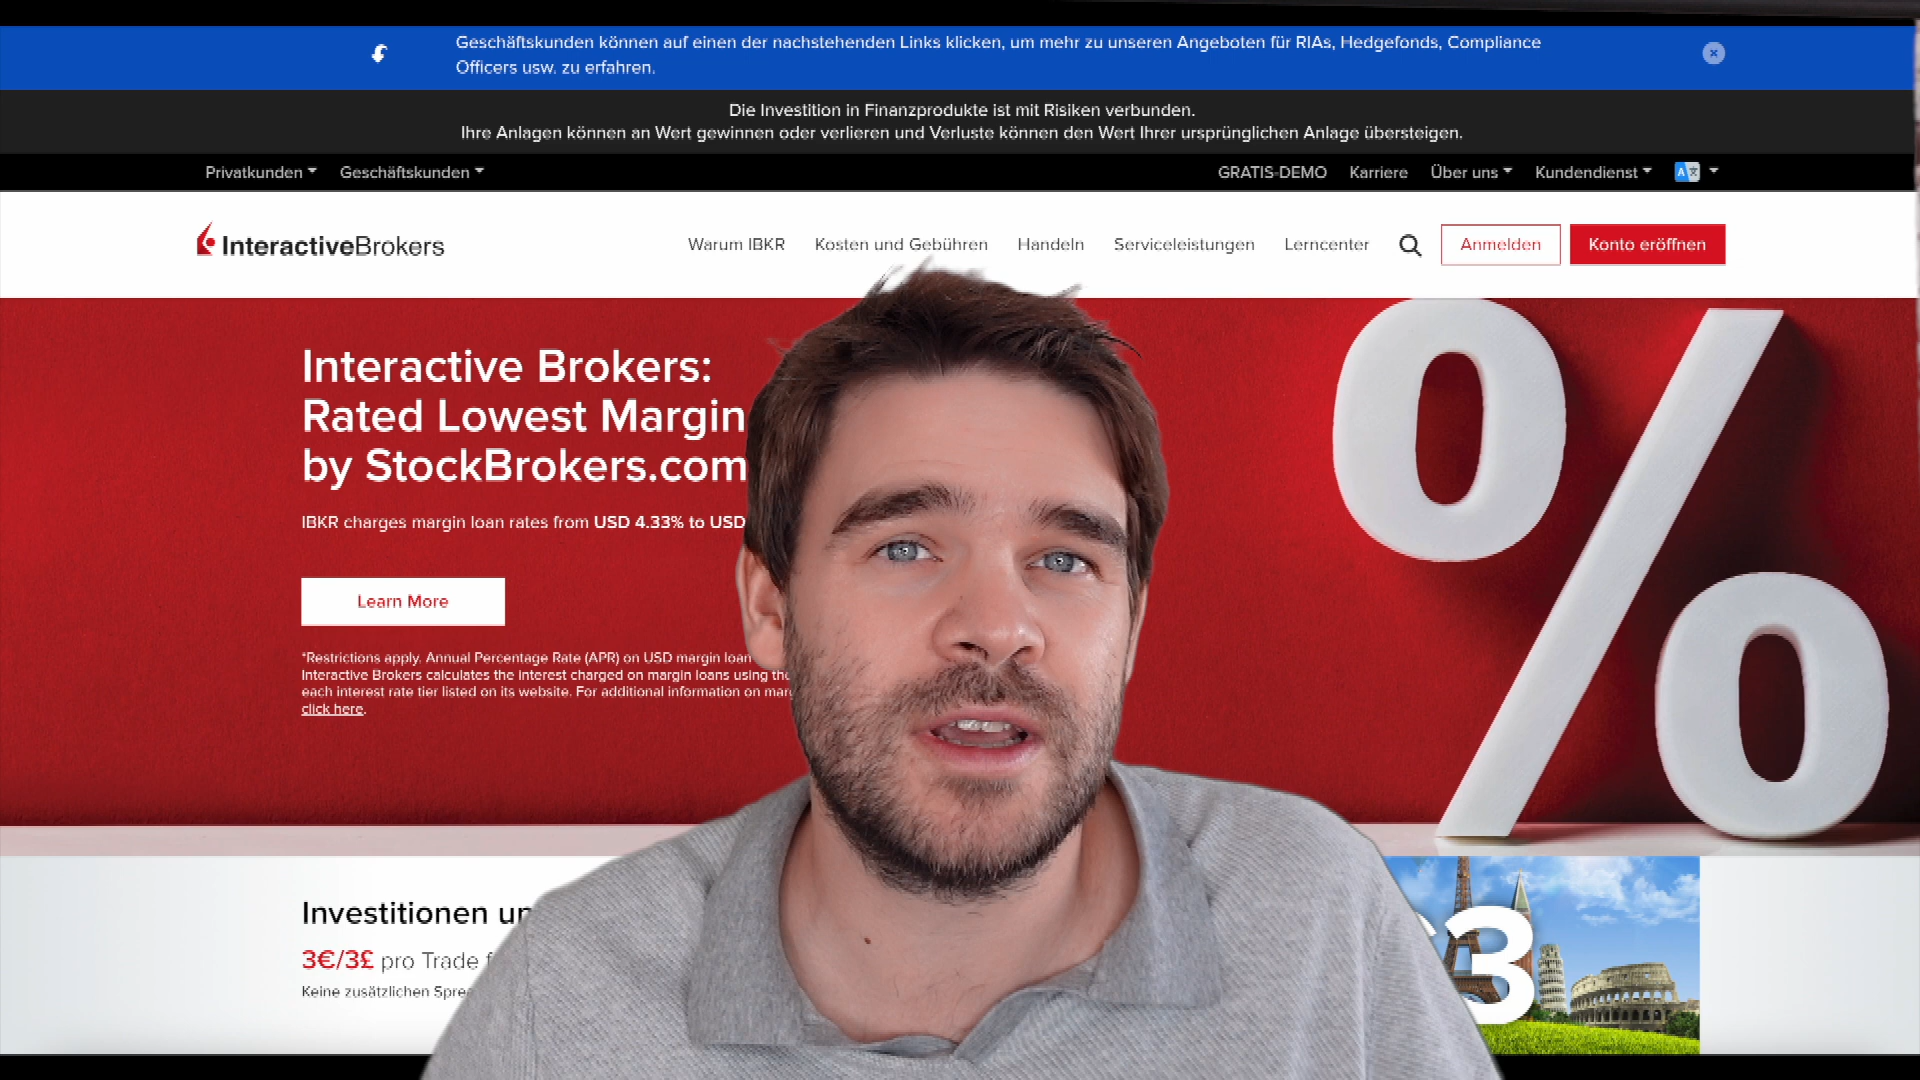 Geschäftskunden können auf einen der nachstehenden Links klicken, um mehr zu unseren Angeboten für RIAs, Hedgefonds, Compliance
Officers usw. zu erfahren.
Die Investition in Finanzprodukte ist mit Risiken verbunden.
Ihre Anlagen können an Wert gewinnen oder verlieren und Verluste können den Wert Ihrer ursprünglichen Anlage übersteigen.
Privatkunden Geschäftskunden GRATIS-DEMO Karriere Über uns Kundendienst
InteractiveBrokers Warum IBKR Kosten und Gebühren Handeln Serviceleistungen Lerncenter Anmelden Konto eröffnen
Interactive Brokers:
Rated Lowest Margin
by StockBrokers.com
IBKR charges margin loan rates from USD 4.33% to USD
%
Learn More
*Restrictions apply. Annual Percentage Rate (APR) on USD margin loan
Interactive Brokers calculates the interest charged on margin loans using the
each interest rate tier listed on its website. For additional information on
click here.
Investitionen
3€/3£ pro Trade
3
Keine zusätzlichen